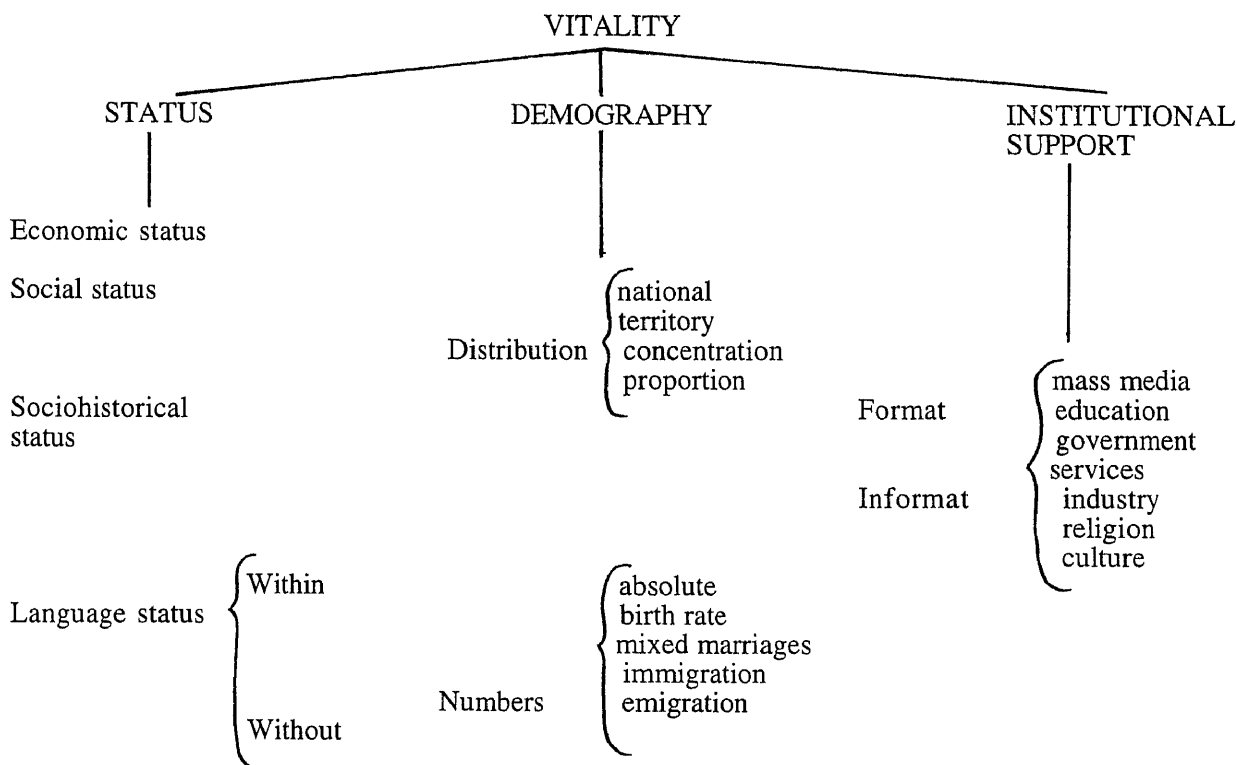 VITALITY
STATUS
Economic status
Social status
Sociohistorical
status
Language status
Within
Without
DEMOGRAPHY
Distribution
national
territory
concentration
proportion
Numbers
absolute
birth rate
mixed marriages
immigration
emigration
INSTITUTIONAL
SUPPORT
Format
Informat
mass media
education
government
services
industry
religion
culture